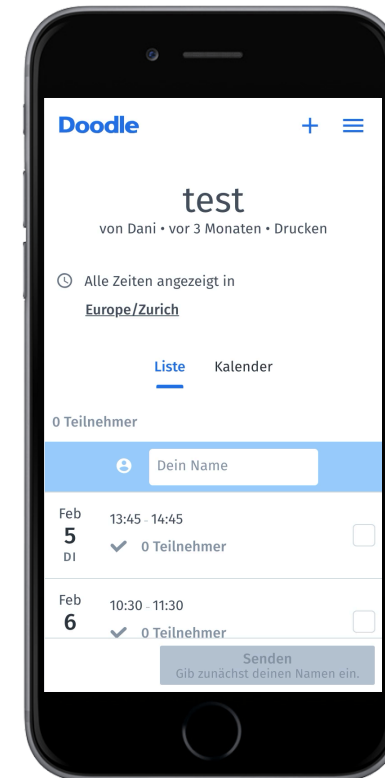 Doodle
test
von Dani • vor 3 Monaten • Drucken
Alle Zeiten angezeigt in
Europe/Zurich
Liste Kalender
0 Teilnehmer
Dein Name
Feb
5
DI
13:45 - 14:45
0 Teilnehmer
Feb
6
10:30 - 11:30
0 Teilnehmer
Senden
Gib zunächst deinen Namen ein.